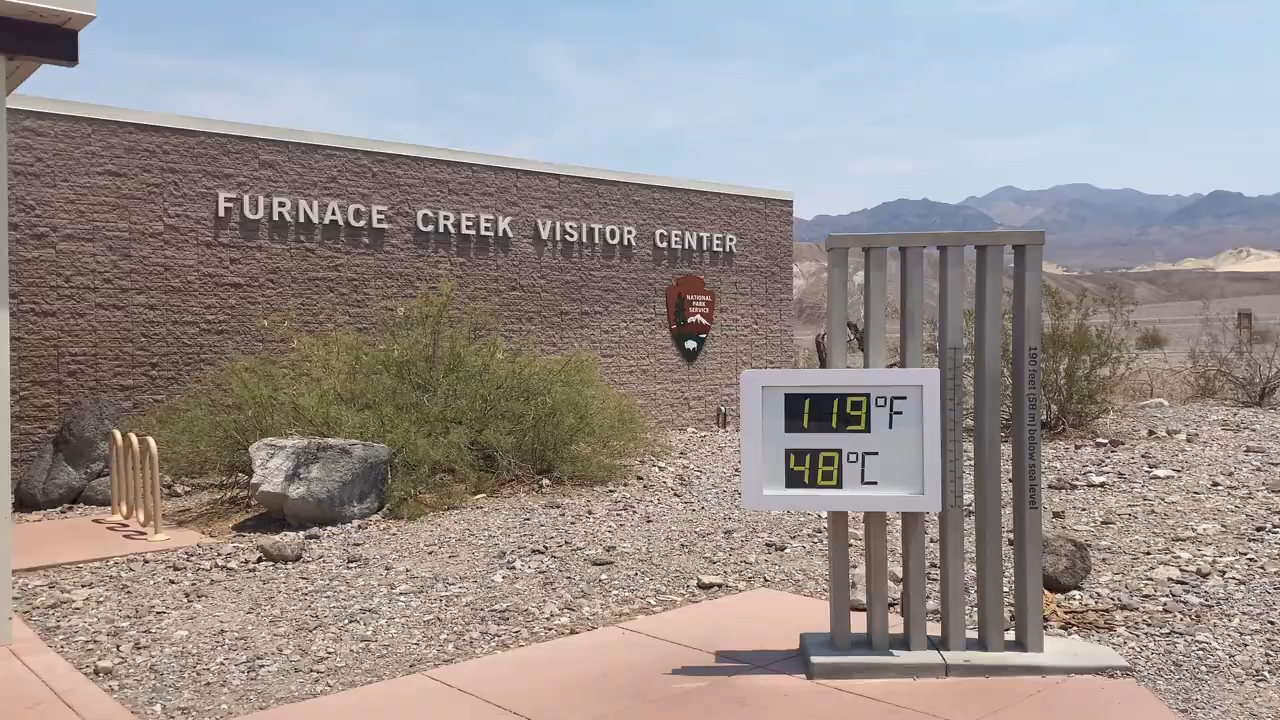 FURNACE CREEK VISITOR CENTER
NATIONAL
PARK
SERVICE
119°F
48°C
190 feet (58 m) below sea level